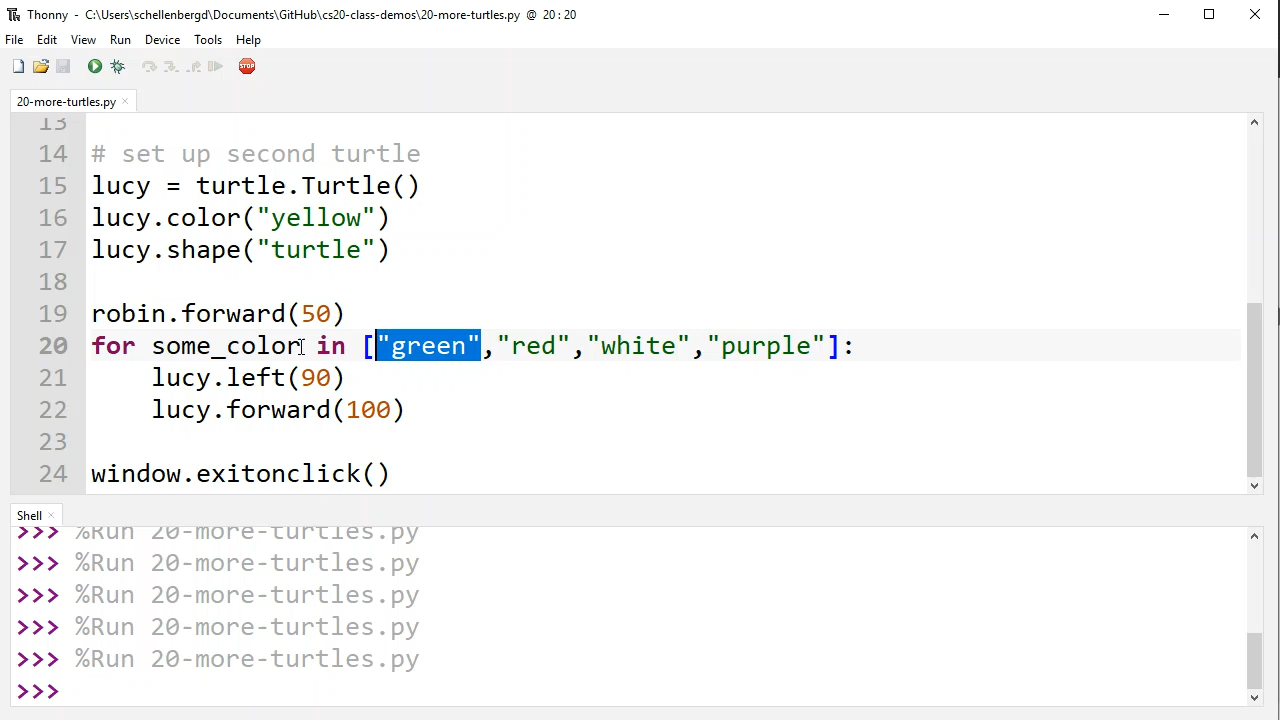 Thonny - C:\Users\schellenbergd\Documents\GitHub\cs20-class-demos\20-more-turtles.py @ 20 : 20
File Edit View Run Device Tools Help
STOP
20-more-turtles.py ×
13
14 # set up second turtle
15 lucy = turtle.Turtle()
16 lucy.color("yellow")
17 lucy.shape("turtle")
18
19 robin.forward(50)
20 for some_color in ["green","red","white","purple"]:
21 lucy.left(90)
22 lucy.forward(100)
23
24 window.exitonclick()
Shell ×
>>> %Run 20-more-turtles.py
>>> %Run 20-more-turtles.py
>>> %Run 20-more-turtles.py
>>> %Run 20-more-turtles.py
>>> %Run 20-more-turtles.py
>>>